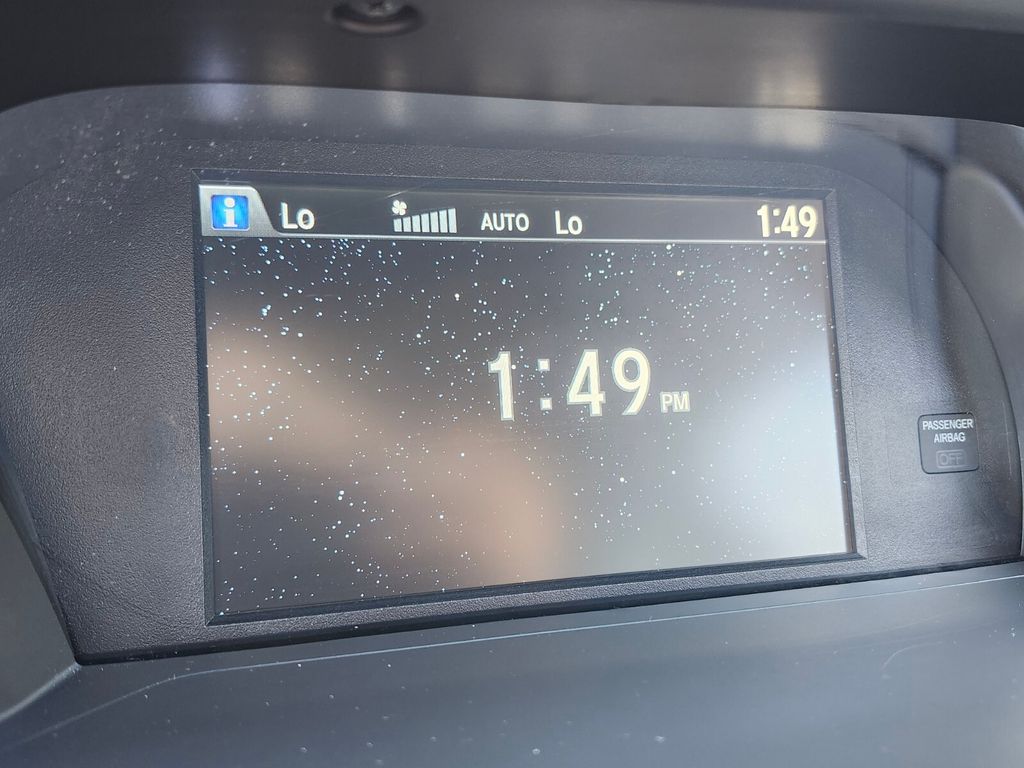 i Lo AUTO Lo 1:49
1:49 PM
PASSENGER
AIRBAG
OFF